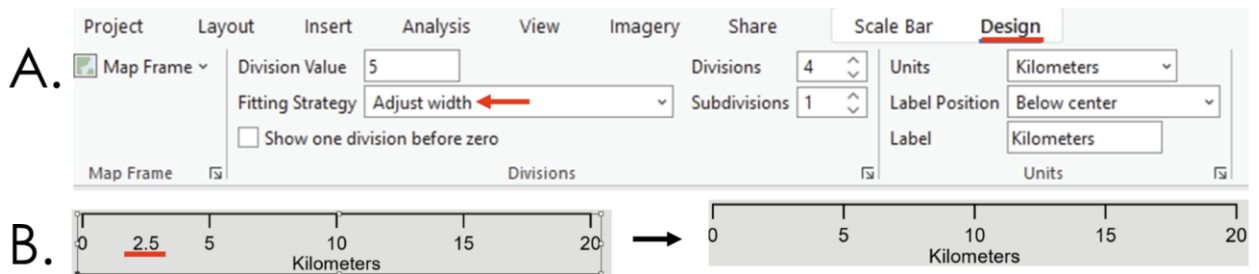 Project Layout Insert Analysis View Imagery Share Scale Bar Design
A.
Map Frame Division Value 5 Divisions 4 Units Kilometers
Fitting Strategy Adjust width Subdivisions 1 Label Position Below center
Show one division before zero Label Kilometers
Map Frame Divisions Units
B.
0 2.5 5 10 15 20
Kilometers
0 5 10 15 20
Kilometers